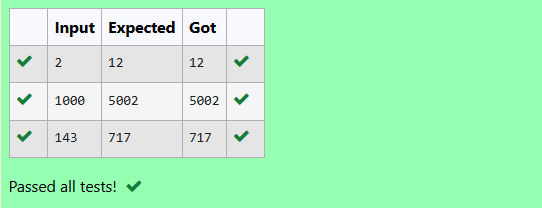 Input Expected Got
2 12 12
1000 5002 5002
143 717 717
Passed all tests!